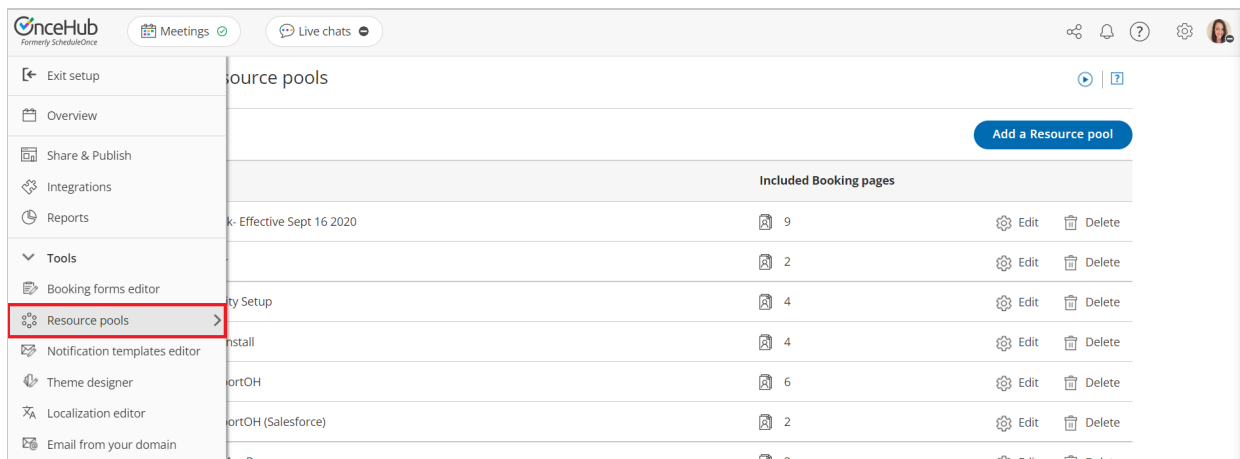 OnceHub
Formerly ScheduleOnce
Meetings
Live chats
?
Exit setup
source pools
?
Overview
Add a Resource pool
Share & Publish
Integrations
Included Booking pages
Reports
k- Effective Sept 16 2020 9 Edit Delete
Tools
2 Edit Delete
Booking forms editor
ity Setup 4 Edit Delete
Resource pools
nstall 4 Edit Delete
Notification templates editor
Theme designer
ortOH 6 Edit Delete
Localization editor
ortOH (Salesforce) 2 Edit Delete
Email from your domain